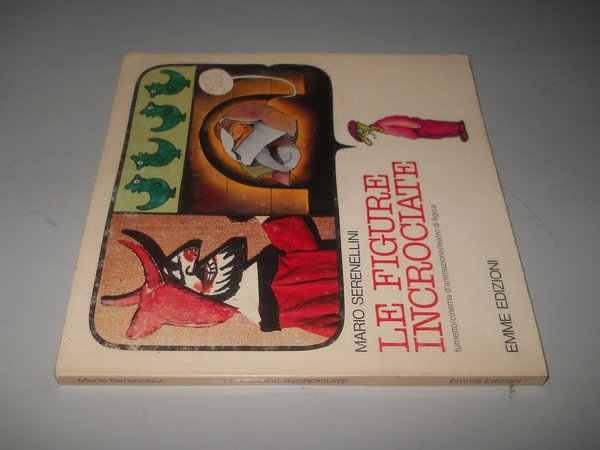 MARIO SERENELLINI
LE FIGURE
INCROCIATE
fumetto/cinema d'animazione/teatro di figura
EMME EDIZIONI
Mario Serenellini LE FIGURE INCROCIATE Emme Edizioni